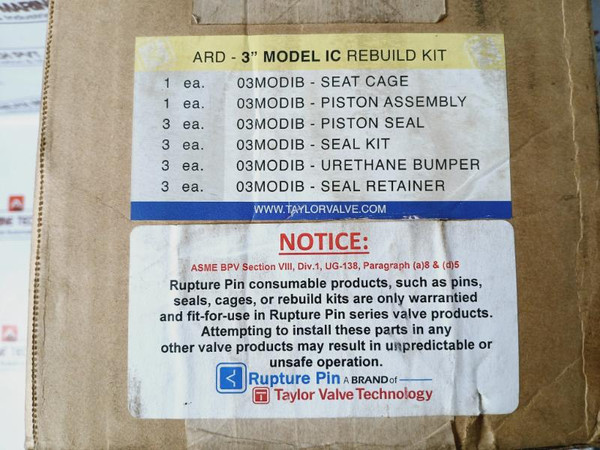 ARD - 3" MODEL IC REBUILD KIT
1 ea. 03MODIB - SEAT CAGE
1 ea. 03MODIB - PISTON ASSEMBLY
3 ea. 03MODIB - PISTON SEAL
3 ea. 03MODIB - SEAL KIT
3 ea. 03MODIB - URETHANE BUMPER
3 ea. 03MODIB - SEAL RETAINER
WWW.TAYLORVALVE.COM
NOTICE:
ASME BPV Section VIII, Div.1, UG-138, Paragraph (a)8 & (d)5
Rupture Pin consumable products, such as pins,
seals, cages, or rebuild kits are only warrantied
and fit-for-use in Rupture Pin series valve products.
Attempting to install these parts in any
other valve products may result in unpredictable or
unsafe operation.
Rupture Pin A BRAND of
Taylor Valve Technology